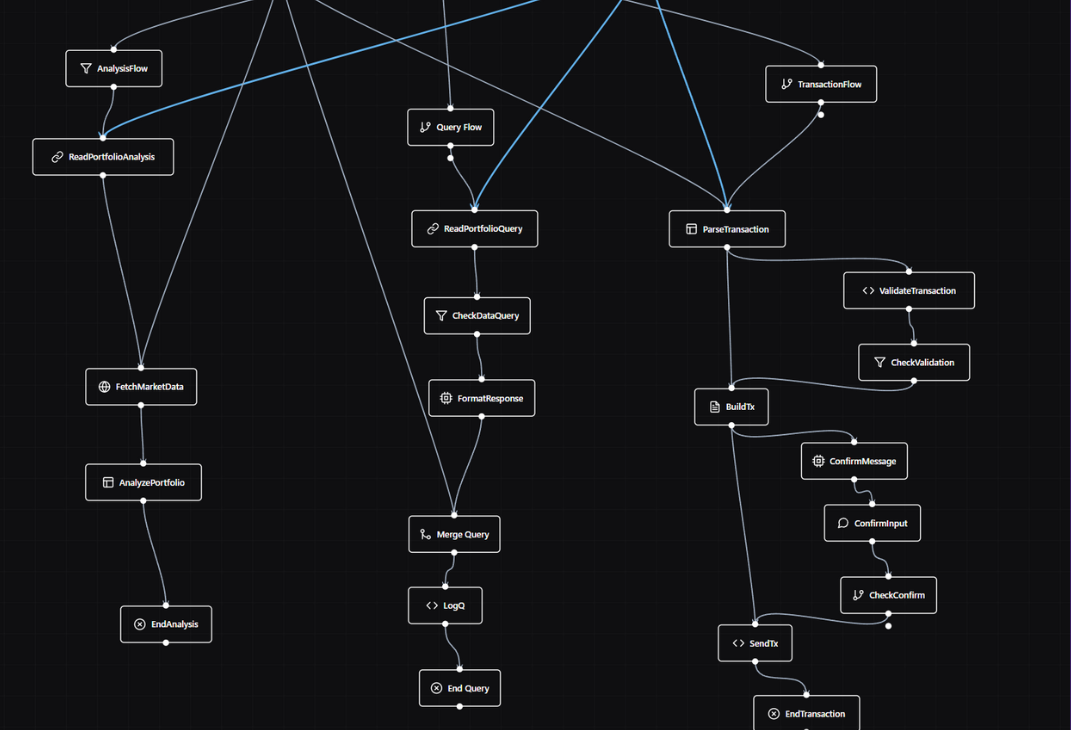 AnalysisFlow
TransactionFlow
Query Flow
ReadPortfolioAnalysis
ReadPortfolioQuery
ParseTransaction
ValidateTransaction
CheckDataQuery
CheckValidation
FetchMarketData
FormatResponse
BuildTx
ConfirmMessage
AnalyzePortfolio
ConfirmInput
Merge Query
CheckConfirm
LogQ
EndAnalysis
SendTx
End Query
EndTransaction